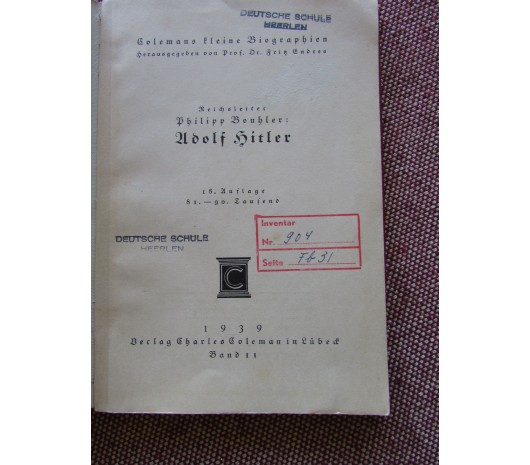 DEUTSCHE SCHULE
HEERLEN
Colemans kleine Biographien
Herausgegeben von Prof. Dr. Fritz Endres
Reichsleiter
Philipp Bouhler:
Adolf Hitler
18. Auflage
81.—90. Tausend
DEUTSCHE SCHULE
HEERLEN
Inventar
Nr. 904
Seite Fb 31
C
1939
Verlag Charles Coleman in Lübeck
Band 11